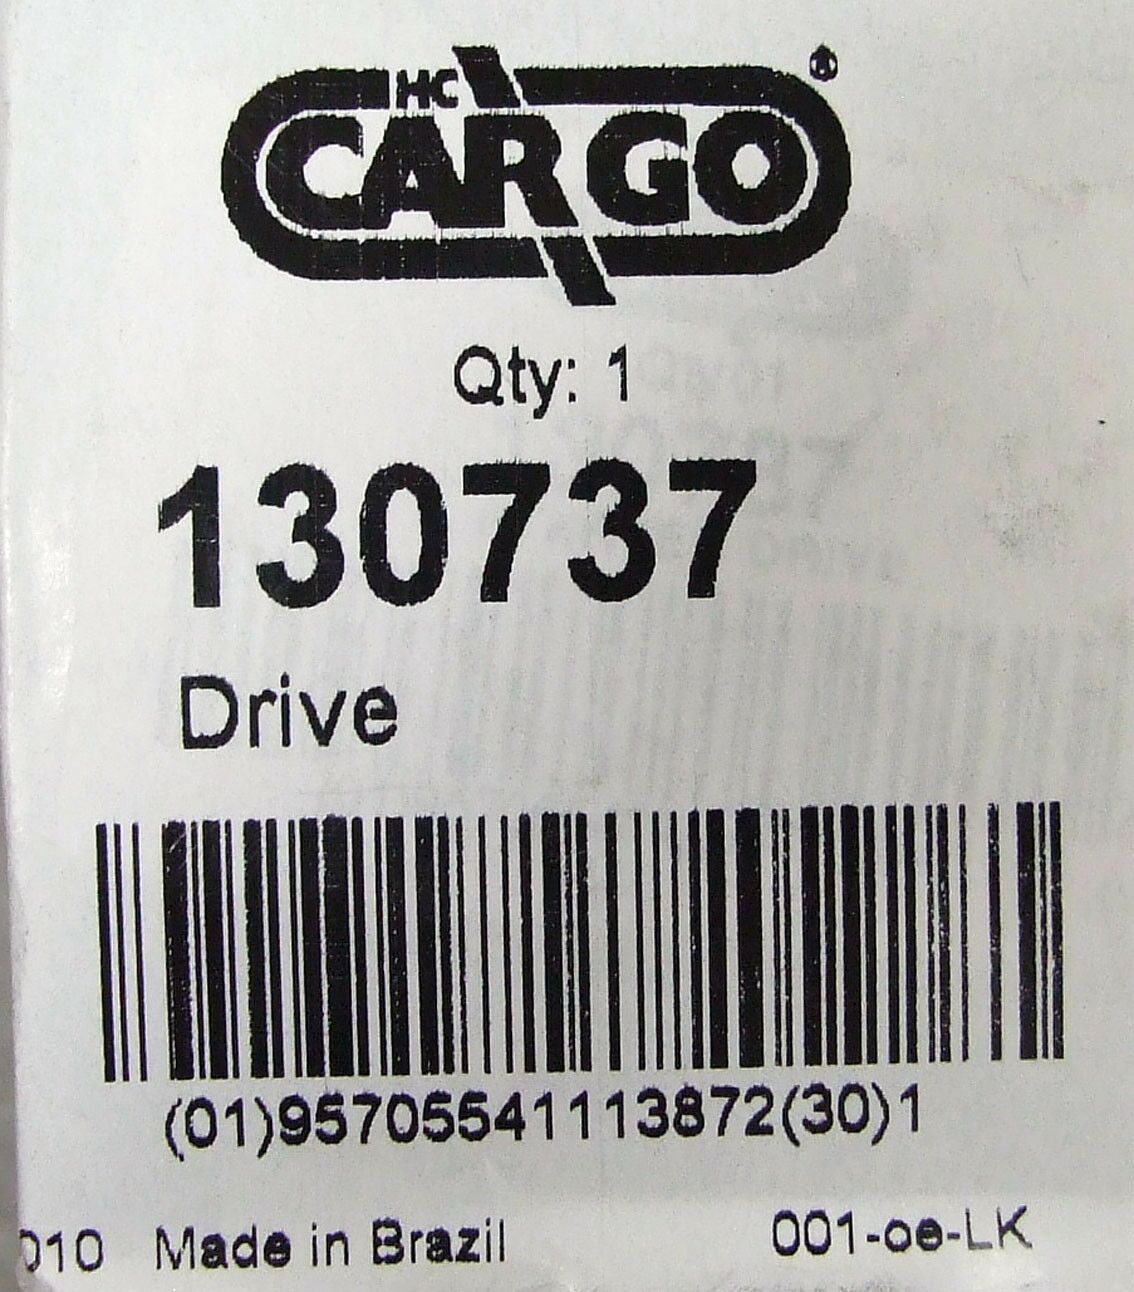 HC
CARGO®
Qty: 1
130737
Drive
(01)95705541113872(30)1
010 Made in Brazil 001-oe-LK